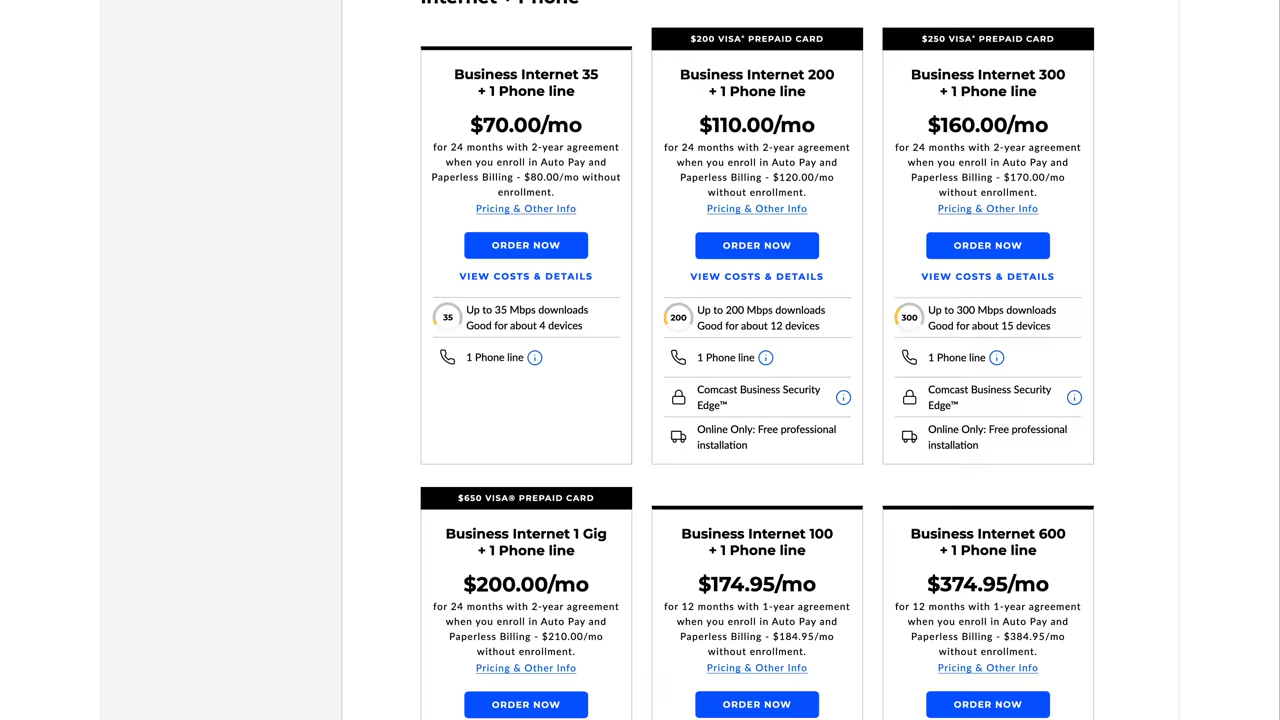 Internet + Phone
Business Internet 35
+ 1 Phone line
$70.00/mo
for 24 months with 2-year agreement
when you enroll in Auto Pay and
Paperless Billing - $80.00/mo without
enrollment.
Pricing & Other Info
ORDER NOW
VIEW COSTS & DETAILS
35
Up to 35 Mbps downloads
Good for about 4 devices
1 Phone line
$200 VISA® PREPAID CARD
Business Internet 200
+ 1 Phone line
$110.00/mo
for 24 months with 2-year agreement
when you enroll in Auto Pay and
Paperless Billing - $120.00/mo
without enrollment.
Pricing & Other Info
ORDER NOW
VIEW COSTS & DETAILS
200
Up to 200 Mbps downloads
Good for about 12 devices
1 Phone line
Comcast Business Security
Edge™
Online Only: Free professional
installation
$250 VISA® PREPAID CARD
Business Internet 300
+ 1 Phone line
$160.00/mo
for 24 months with 2-year agreement
when you enroll in Auto Pay and
Paperless Billing - $170.00/mo
without enrollment.
Pricing & Other Info
ORDER NOW
VIEW COSTS & DETAILS
300
Up to 300 Mbps downloads
Good for about 15 devices
1 Phone line
Comcast Business Security
Edge™
Online Only: Free professional
installation
$650 VISA® PREPAID CARD
Business Internet 1 Gig
+ 1 Phone line
$200.00/mo
for 24 months with 2-year agreement
when you enroll in Auto Pay and
Paperless Billing - $210.00/mo
without enrollment.
Pricing & Other Info
ORDER NOW
Business Internet 100
+ 1 Phone line
$174.95/mo
for 12 months with 1-year agreement
when you enroll in Auto Pay and
Paperless Billing - $184.95/mo
without enrollment.
Pricing & Other Info
ORDER NOW
Business Internet 600
+ 1 Phone line
$374.95/mo
for 12 months with 1-year agreement
when you enroll in Auto Pay and
Paperless Billing - $384.95/mo
without enrollment.
Pricing & Other Info
ORDER NOW